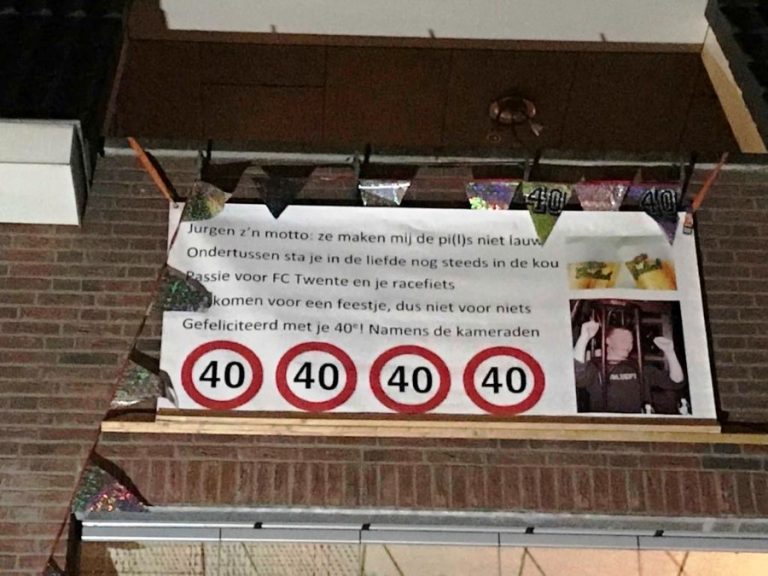 40
40
Jurgen z'n motto: ze maken mij de pi(l)s niet lauw
Ondertussen sta je in de liefde nog steeds in de kou
Passie voor FC Twente en je racefiets
komen voor een feestje, dus niet voor niets
Gefeliciteerd met je 40e! Namens de kameraden
40 40 40 40